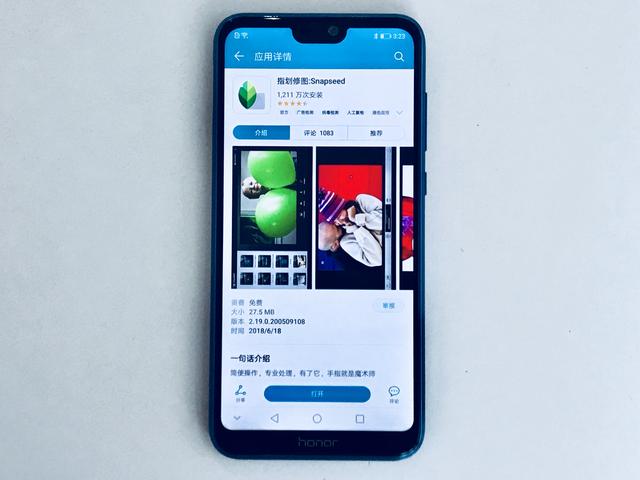 3:23
应用详情
指划修图:Snapseed
1,211 万次安装
官方 广告检测 病毒检测 人工复检 绿色应用
介绍 评论 1083 推荐
资费 免费
大小 27.5 MB
版本 2.19.0.200509108
时间 2018/6/18
举报
一句话介绍
简便操作，专业处理，有了它，手指就是魔术师
分享 打开 评论
honor